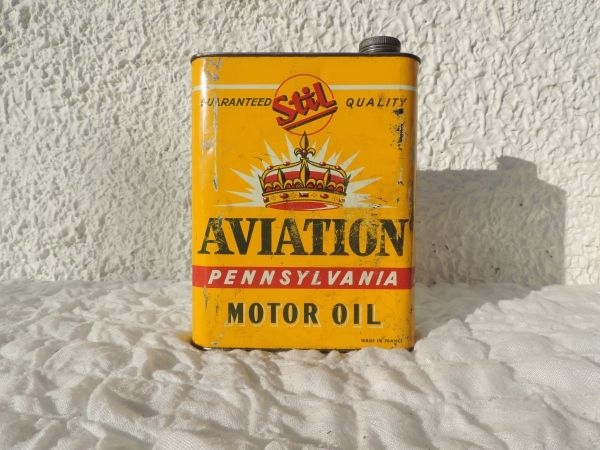 GUARANTEED Stil QUALITY
AVIATION
PENNSYLVANIA
MOTOR OIL
MADE IN FRANCE